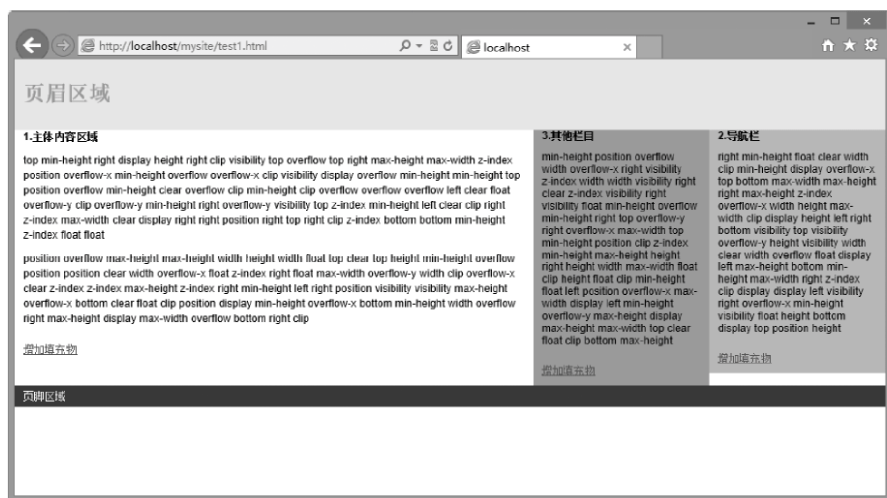 http://localhost/mysite/test1.html
localhost
页眉区域
1.主体内容区域
top min-height right display height right clip visibility top overflow top right max-height max-width z-index
position overflow-x min-height overflow overflow-x clip visibility display overflow min-height min-height top
position overflow min-height clear overflow clip min-height clip overflow overflow overflow left clear float
overflow-y clip overflow-y min-height right overflow-y visibility top z-index min-height left clear clip right
z-index max-width clear display right right position right top right clip z-index bottom bottom min-height
z-index float float
position overflow max-height max-height width height width width float top clear top height min-height overflow
position position clear width overflow-x float z-index right float max-width overflow-y width clip overflow-x
clear z-index z-index max-height z-index right min-height left right position visibility visibility max-height
overflow-x bottom clear float clip position display min-height overflow-x bottom min-height width overflow
right max-height display max-width overflow bottom right clip
增加填充物
3.其他栏目
min-height position overflow
width overflow-x right visibility
z-index width width visibility right
clear z-index visibility right
visibility float min-height overflow
min-height right top overflow-y
right overflow-x max-width top
min-height position clip z-index
min-height max-height height
right height width max-width float
clip height float clip min-height
float left position overflow-x max-
width display left min-height
overflow-y max-height display
max-height max-width top clear
float clip bottom max-height
增加填充物
2.导航栏
right min-height float clear width
clip min-height display overflow-x
top bottom max-width max-height
right max-height z-index
overflow-x width height max-
width clip display height left right
bottom visibility top visibility
overflow-y height visibility width
clear width overflow float display
left max-height bottom min-
height max-width right z-index
clip display display left visibility
right overflow-x min-height
visibility float height bottom
display top position height
增加填充物
页脚区域